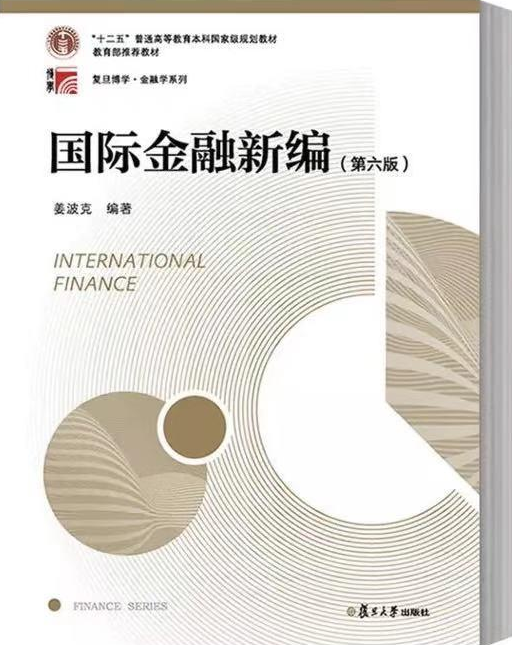 "十二五"普通高等教育本科国家级规划教材
教育部推荐教材
博学
复旦博学·金融学系列
国际金融新编(第六版)
姜波克 编著
INTERNATIONAL
FINANCE
FINANCE SERIES
復旦大學出版社